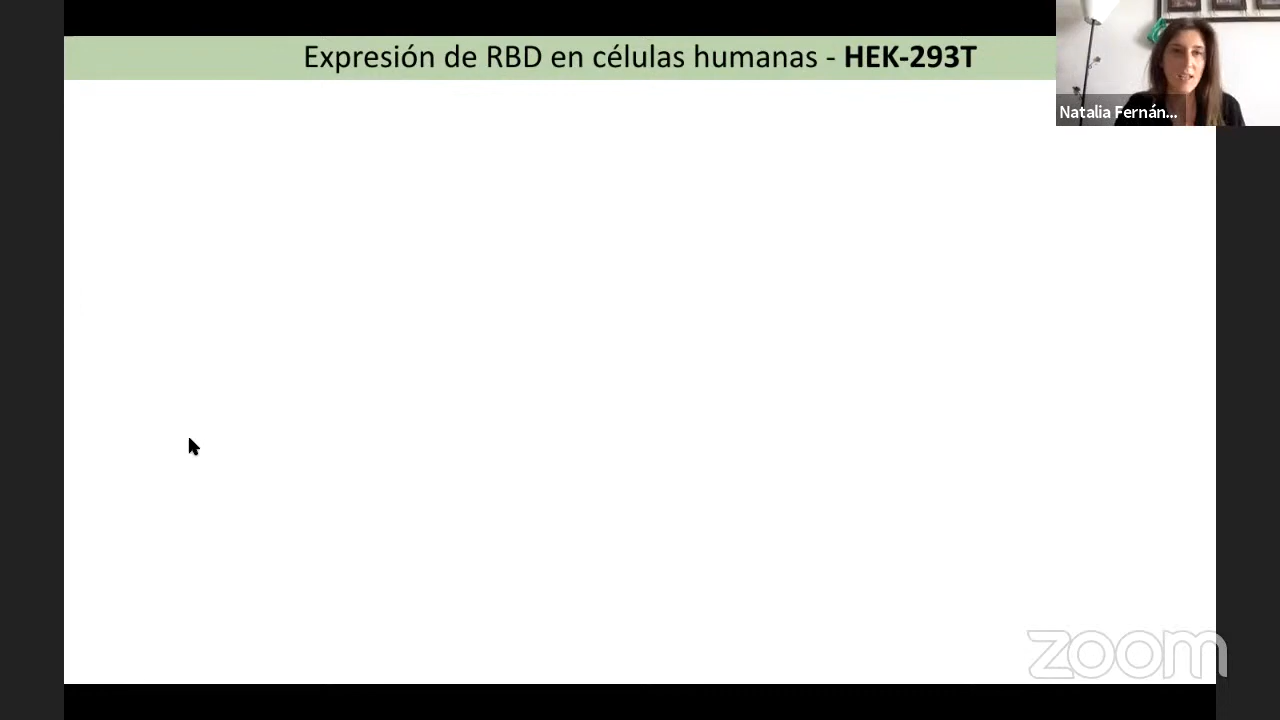 Expresión de RBD en células humanas - HEK-293T
Natalia Fernán...
zoom